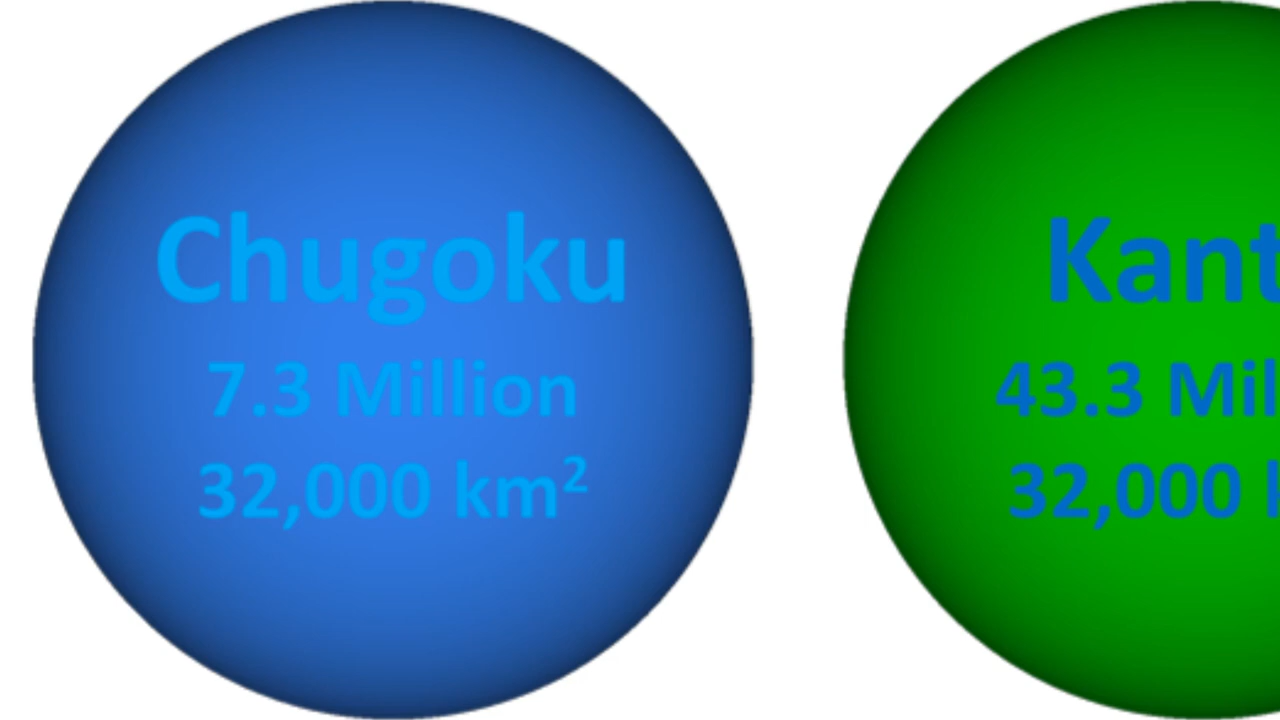 Chugoku
7.3 Million
32,000 km²
Kant
43.3 Mil
32,000